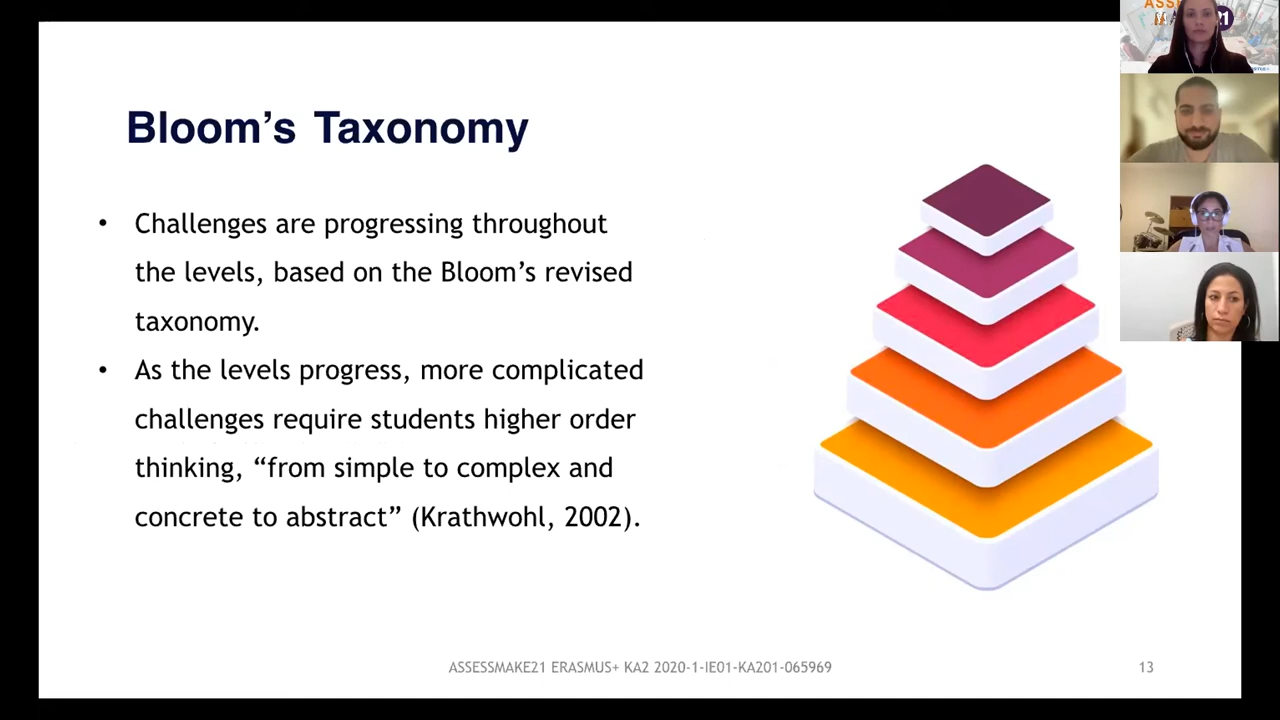 Bloom’s Taxonomy
• Challenges are progressing throughout
the levels, based on the Bloom’s revised
taxonomy.
• As the levels progress, more complicated
challenges require students higher order
thinking, “from simple to complex and
concrete to abstract” (Krathwohl, 2002).
ASSESSMAKE21 ERASMUS+ KA2 2020-1-IE01-KA201-065969
13